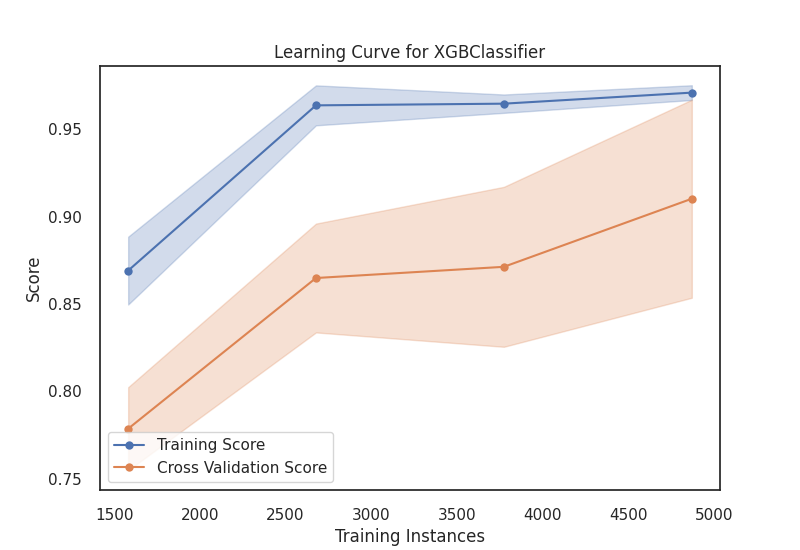 Learning Curve for XGBClassifier
Score
0.95
0.90
0.85
0.80
0.75
Training Score
Cross Validation Score
1500 2000 2500 3000 3500 4000 4500 5000
Training Instances